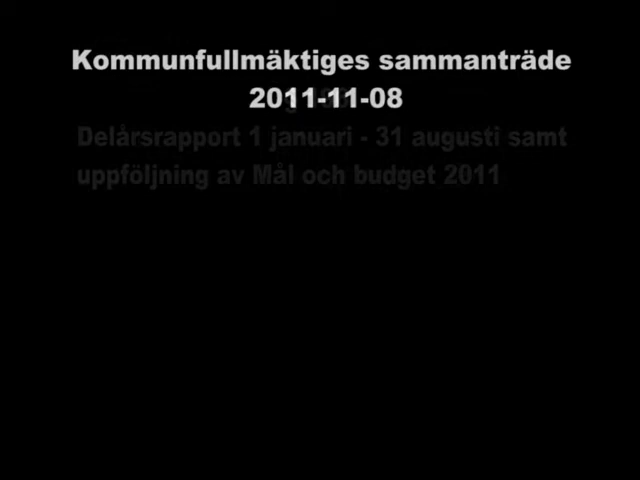 Kommunfullmäktiges sammanträde
2011-11-08
Delårsrapport 1 januari - 31 augusti samt
uppföljning av Mål och budget 2011